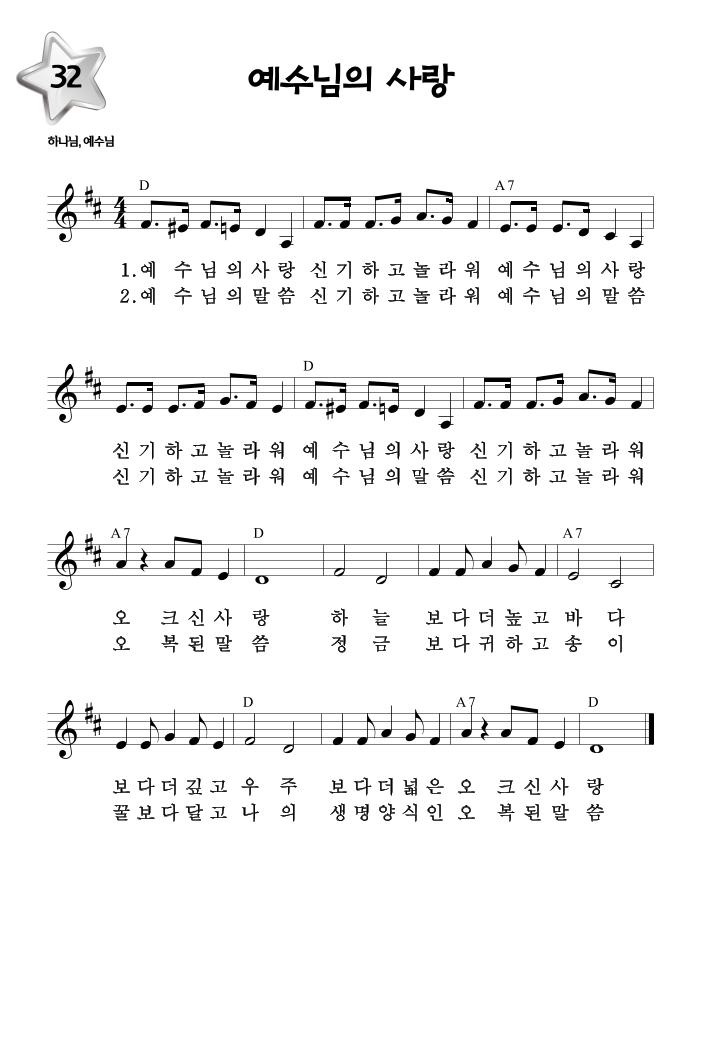 32
예수님의 사랑
하나님, 예수님
D A7
4
4
1.예 수 님 의 사 랑 신 기 하 고 놀 라 워 예 수 님 의 사 랑
2.예 수 님 의 말 씀 신 기 하 고 놀 라 워 예 수 님 의 말 씀
D
신 기 하 고 놀 라 워 예 수 님 의 사 랑 신 기 하 고 놀 라 워
신 기 하 고 놀 라 워 예 수 님 의 말 씀 신 기 하 고 놀 라 워
A7 D A7
오 크 신 사 랑 하 늘 보 다 더 높 고 바 다
오 복 된 말 씀 정 금 보 다 귀 하 고 송 이
D A7 D
보 다 더 깊 고 우 주 보 다 더 넓 은 오 크 신 사 랑
꿀 보 다 달 고 나 의 생 명 양 식 인 오 복 된 말 씀